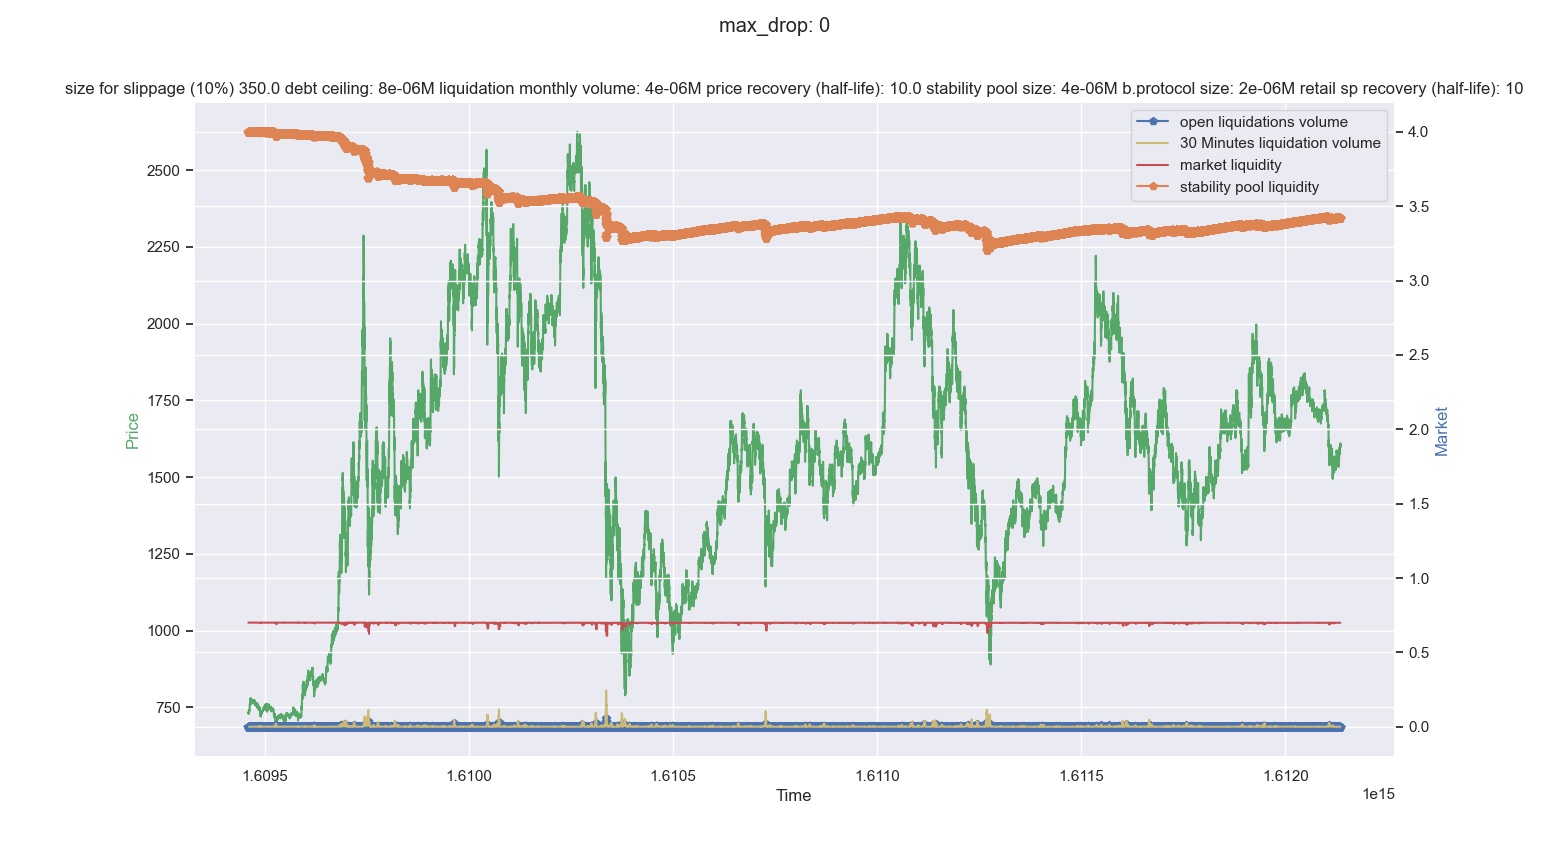 max_drop: 0
size for slippage (10%) 350.0 debt ceiling: 8e-06M liquidation monthly volume: 4e-06M price recovery (half-life): 10.0 stability pool size: 4e-06M b.protocol size: 2e-06M retail sp recovery (half-life): 10
open liquidations volume
30 Minutes liquidation volume
market liquidity
stability pool liquidity
2500
2250
2000
1750
1500
1250
1000
750
Price
4.0
3.5
3.0
2.5
2.0
1.5
1.0
0.5
0.0
Market
1.6095
1.6100
1.6105
1.6110
1.6115
1.6120
Time
1e15